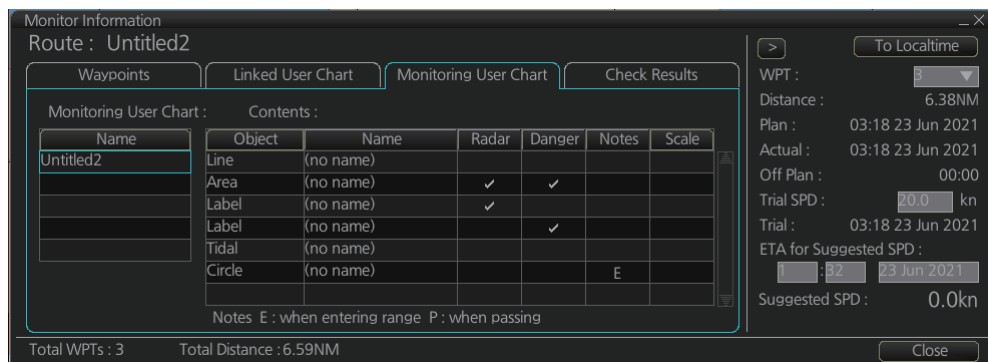 Monitor Information
Route : Untitled2
> To Localtime
Waypoints Linked User Chart Monitoring User Chart Check Results
Monitoring User Chart : Contents :
Name Object Name Radar Danger Notes Scale
Untitled2 Line (no name)
Area (no name) ✓ ✓
Label (no name) ✓
Label (no name) ✓
Tidal (no name)
Circle (no name) E
Notes E : when entering range P : when passing
WPT : 3
Distance : 6.38NM
Plan : 03:18 23 Jun 2021
Actual : 03:18 23 Jun 2021
Off Plan : 00:00
Trial SPD : 20.0 kn
Trial : 03:18 23 Jun 2021
ETA for Suggested SPD :
1 :32 23 Jun 2021
Suggested SPD : 0.0kn
Total WPTs : 3 Total Distance : 6.59NM
Close